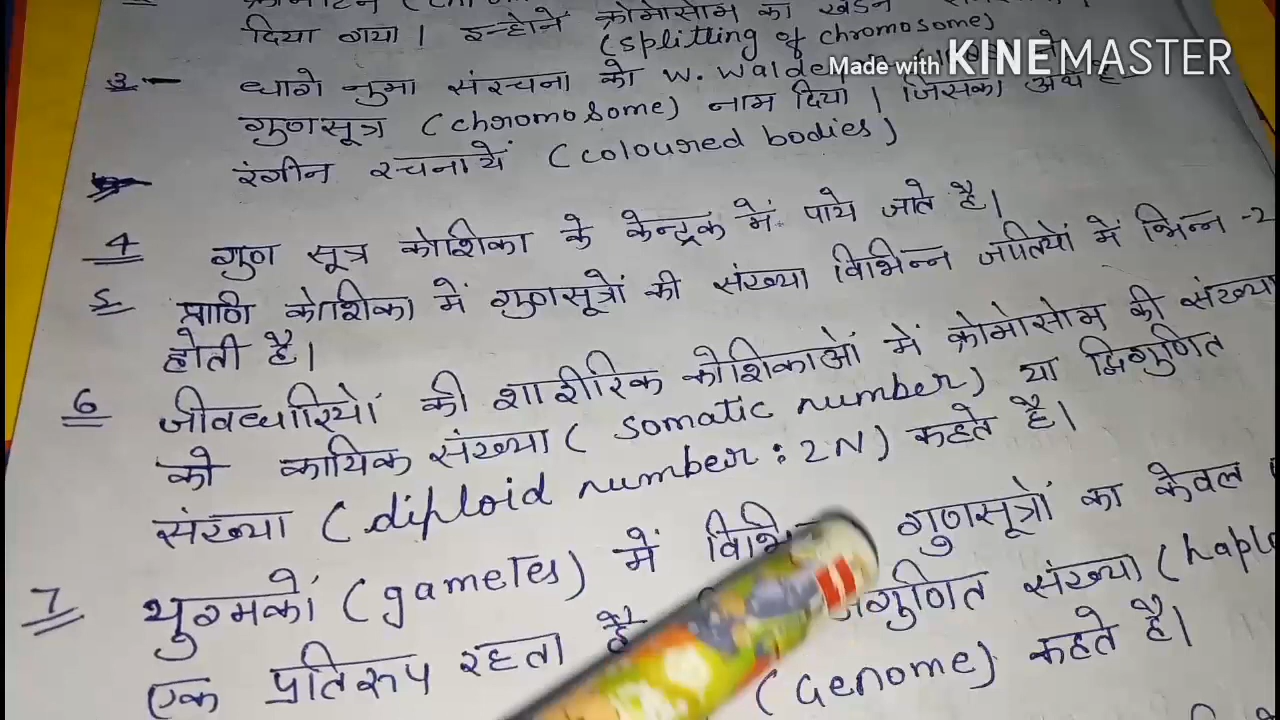 दिया गया। इन्होने क्रोमोसोम का खंडन
(splitting of chromosome)
Made with KINEMASTER
3 धागे नुमा संरचना को W. Walde
गुणसूत्र (chromosome) नाम दिया। जिसका अर्थ है
रंगीन रचनायें (coloured bodies)
4 गुण सूत्र कोशिका के केन्द्रक में पाये जाते है।
5 प्राणि कोशिका में गुणसूत्रों की संख्या विभिन्न जातियों में भिन्न -2
होती है।
6 जीवधारियों की शारीरिक कोशिकाओं में क्रोमोसोम की संख्या
को कायिक संख्या (somatic number) या द्विगुणित
संख्या (diploid number: 2N) कहते है।
7 युग्मकों (gametes) में गुणसूत्रों का केवल
एक प्रतिरूप रहता है संख्या (haplo
(Genome) कहते है।